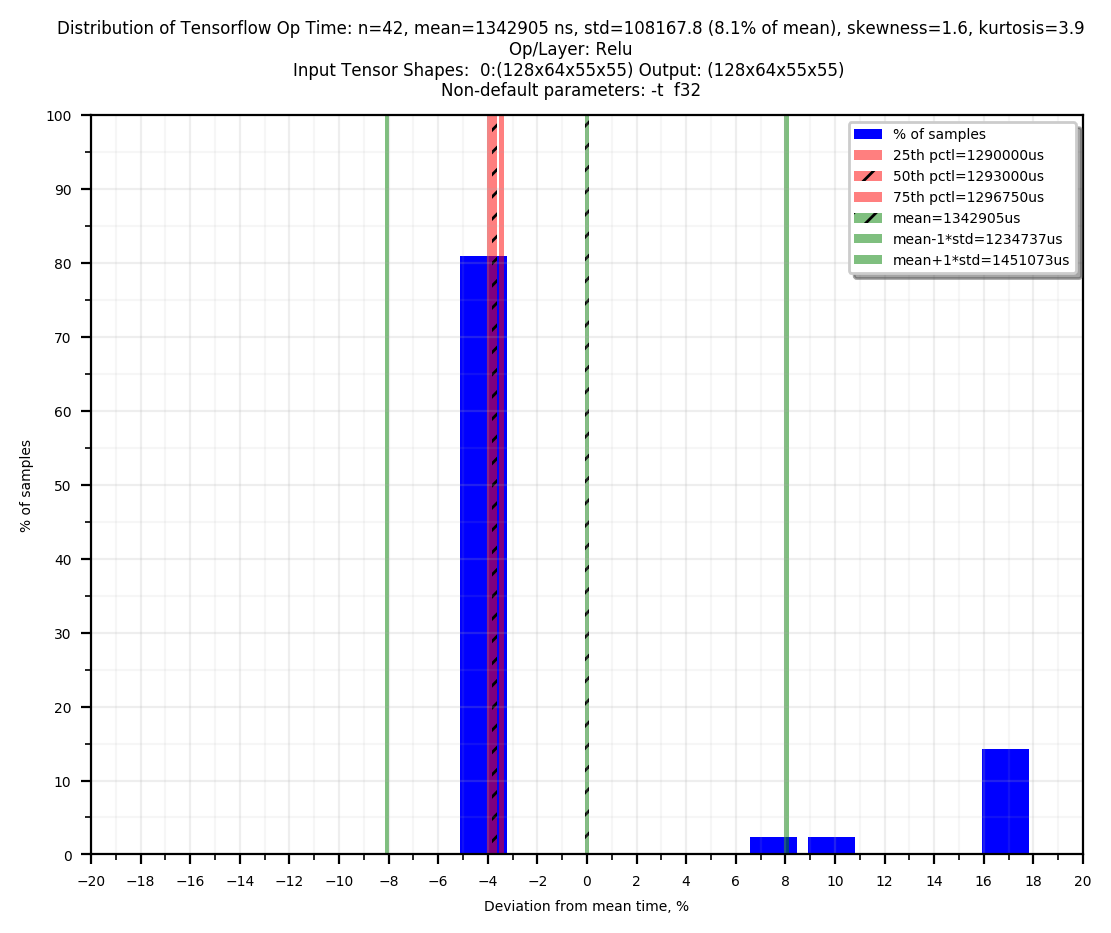 Distribution of Tensorflow Op Time: n=42, mean=1342905 ns, std=108167.8 (8.1% of mean), skewness=1.6, kurtosis=3.9
Op/Layer: Relu
Input Tensor Shapes:  0:(128x64x55x55) Output: (128x64x55x55)
Non-default parameters: -t  f32
% of samples
25th pctl=1290000us
50th pctl=1293000us
75th pctl=1296750us
mean=1342905us
mean-1*std=1234737us
mean+1*std=1451073us
100
90
80
70
60
50
40
30
20
10
0
% of samples
−20 −18 −16 −14 −12 −10 −8 −6 −4 −2 0 2 4 6 8 10 12 14 16 18 20
Deviation from mean time, %